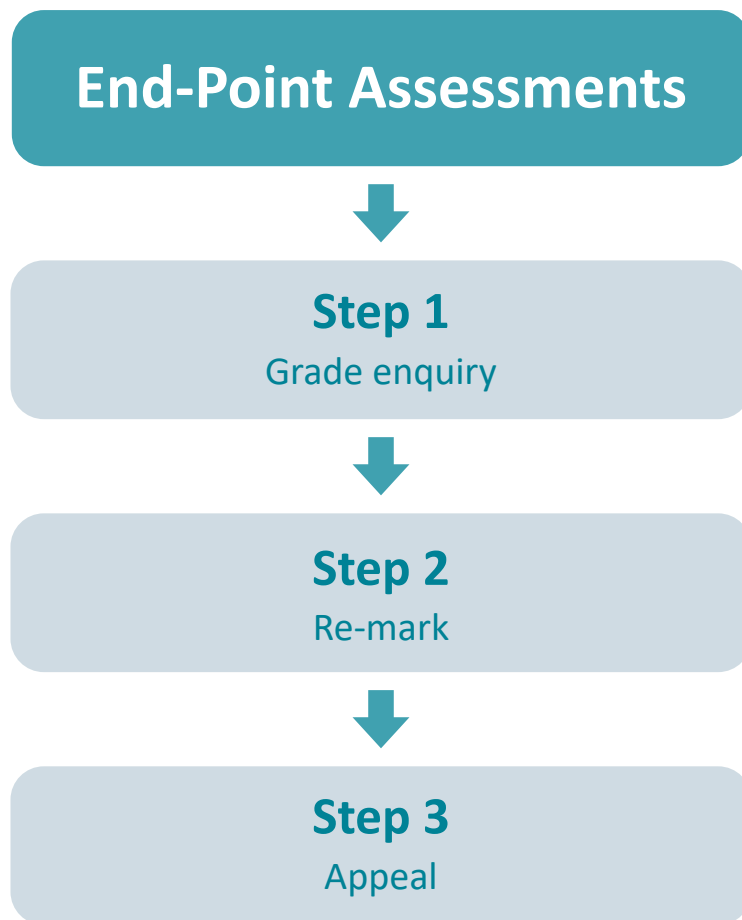 End-Point Assessments
Step 1
Grade enquiry
Step 2
Re-mark
Step 3
Appeal